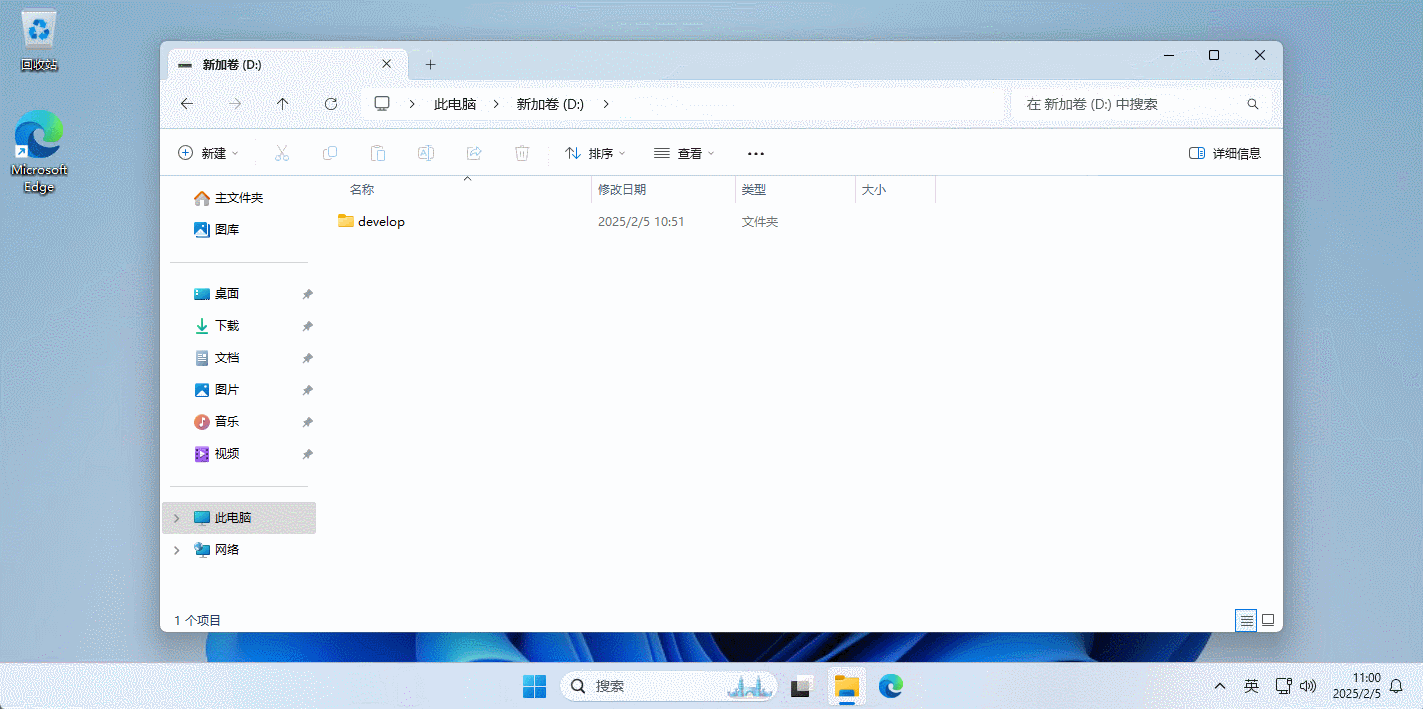 回收站
Microsoft
Edge
新加卷 (D:)
此电脑
新加卷 (D:)
在 新加卷 (D:) 中搜索
新建
排序
查看
详细信息
名称
修改日期
类型
大小
develop
2025/2/5 10:51
文件夹
主文件夹
图库
桌面
下载
文档
图片
音乐
视频
此电脑
网络
1 个项目
搜索
英
11:00
2025/2/5